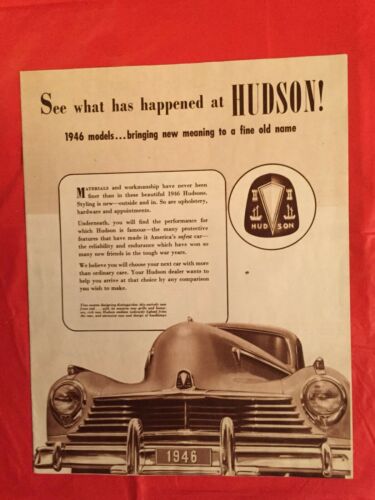 See what has happened at HUDSON!
1946 models...bringing new meaning to a fine old name
MATERIALS and workmanship have never been
finer than in these beautiful 1946 Hudsons.
Styling is new—outside and in. So are upholstery,
hardware and appointments.
Underneath, you will find the performance for
which Hudson is famous—the many protective
features that have made it America's safest car—
the reliability and endurance which have won so
many new friends in the tough war years.
We believe you will choose your next car with more
than ordinary care. Your Hudson dealer wants to
help you arrive at that choice by any comparison
you wish to make.
HUDSON
1946